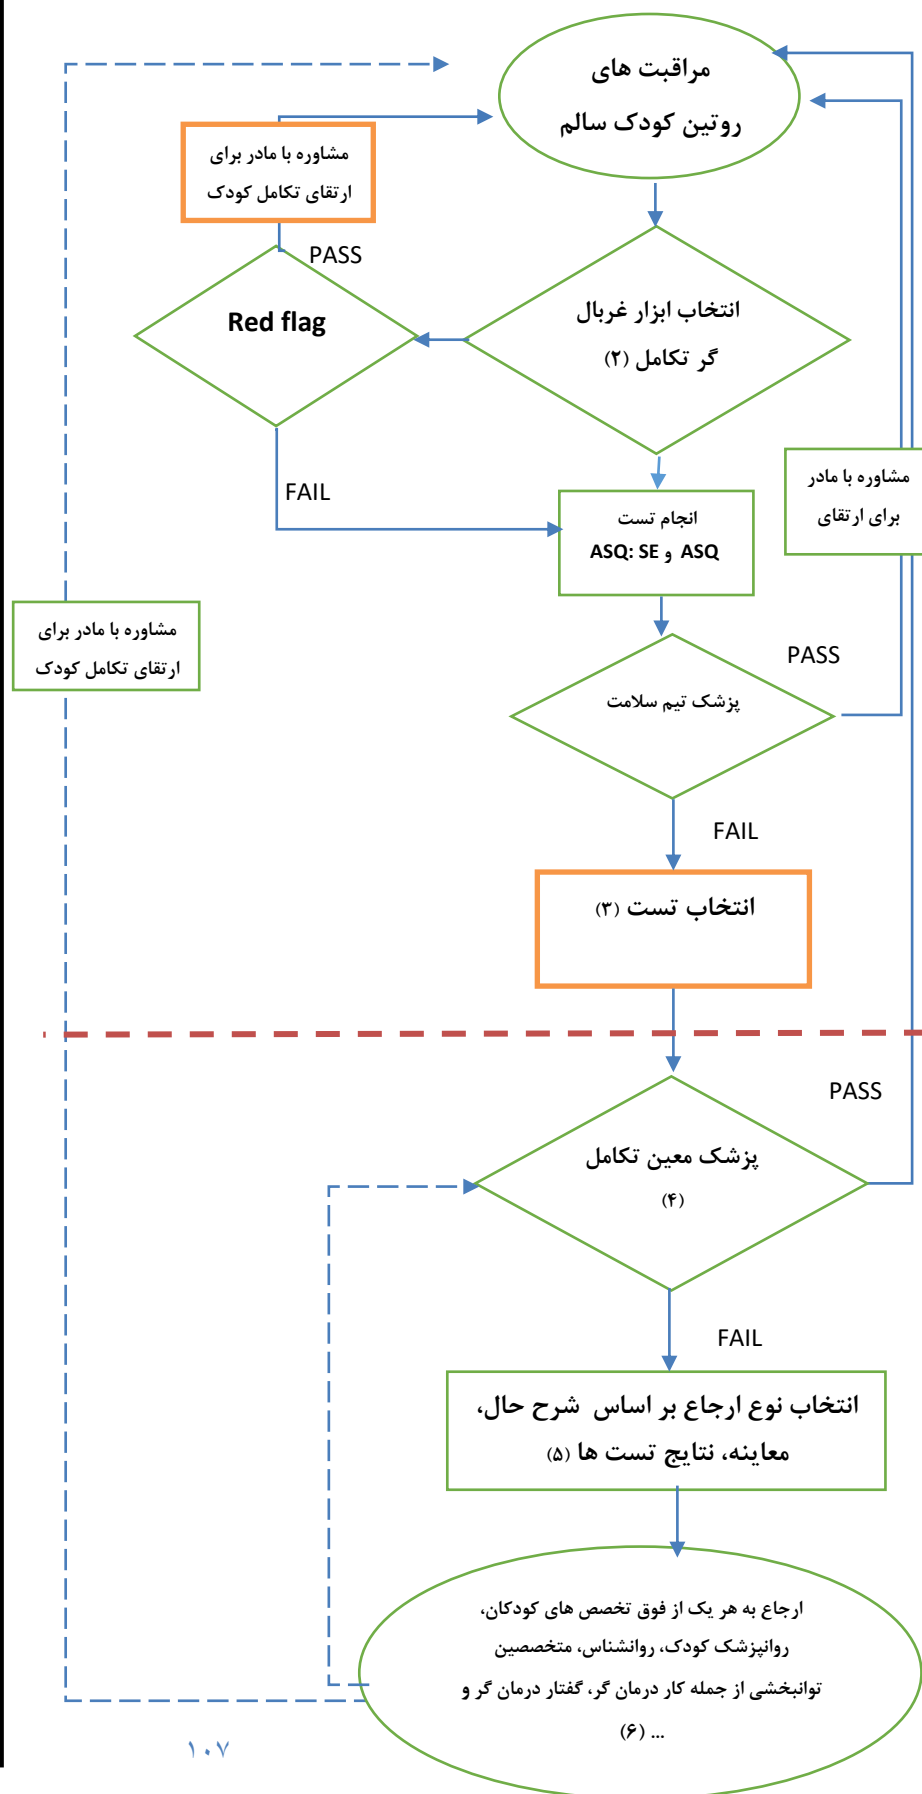 مراقبت های
روتین کودک سالم
مشاوره با مادر برای
ارتقای تکامل کودک
PASS
Red flag
انتخاب ابزار غربال
گر تکامل (۲)
FAIL
مشاوره با مادر
برای ارتقای
انجام تست
ASQ و ASQ: SE
مشاوره با مادر برای
ارتقای تکامل کودک
PASS
پزشک تیم سلامت
FAIL
انتخاب تست (۳)
PASS
پزشک معین تکامل
(۴)
FAIL
انتخاب نوع ارجاع بر اساس شرح حال،
معاینه، نتایج تست ها (۵)
ارجاع به هر یک از فوق تخصص های کودکان،
روانپزشک کودک، روانشناس، متخصصین
توانبخشی از جمله کار درمان گر، گفتار درمان گر و
... (۶)
۱۰۷